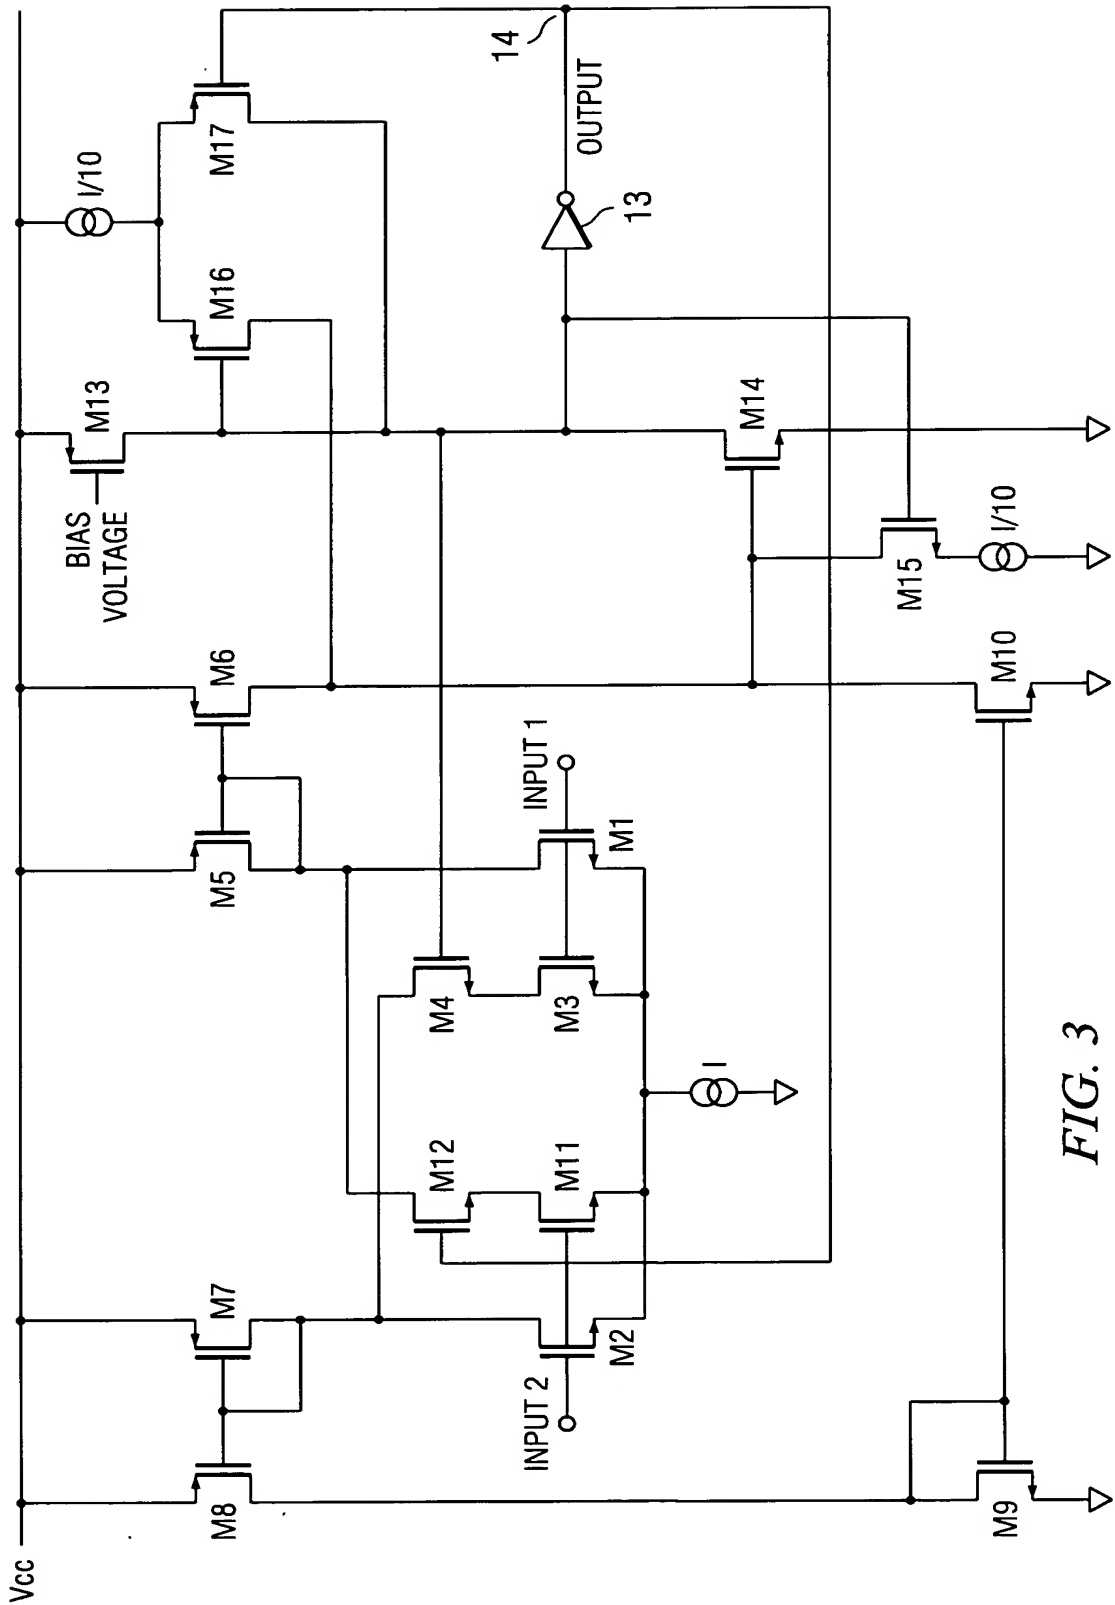 Vcc
M8
M7
M5
M6
BIAS
VOLTAGE
M13
M16
M17
I/10
INPUT 2
M2
M12
M11
I
M4
M3
INPUT 1
M1
M14
13
OUTPUT
14
M9
M10
M15
I/10
FIG. 3